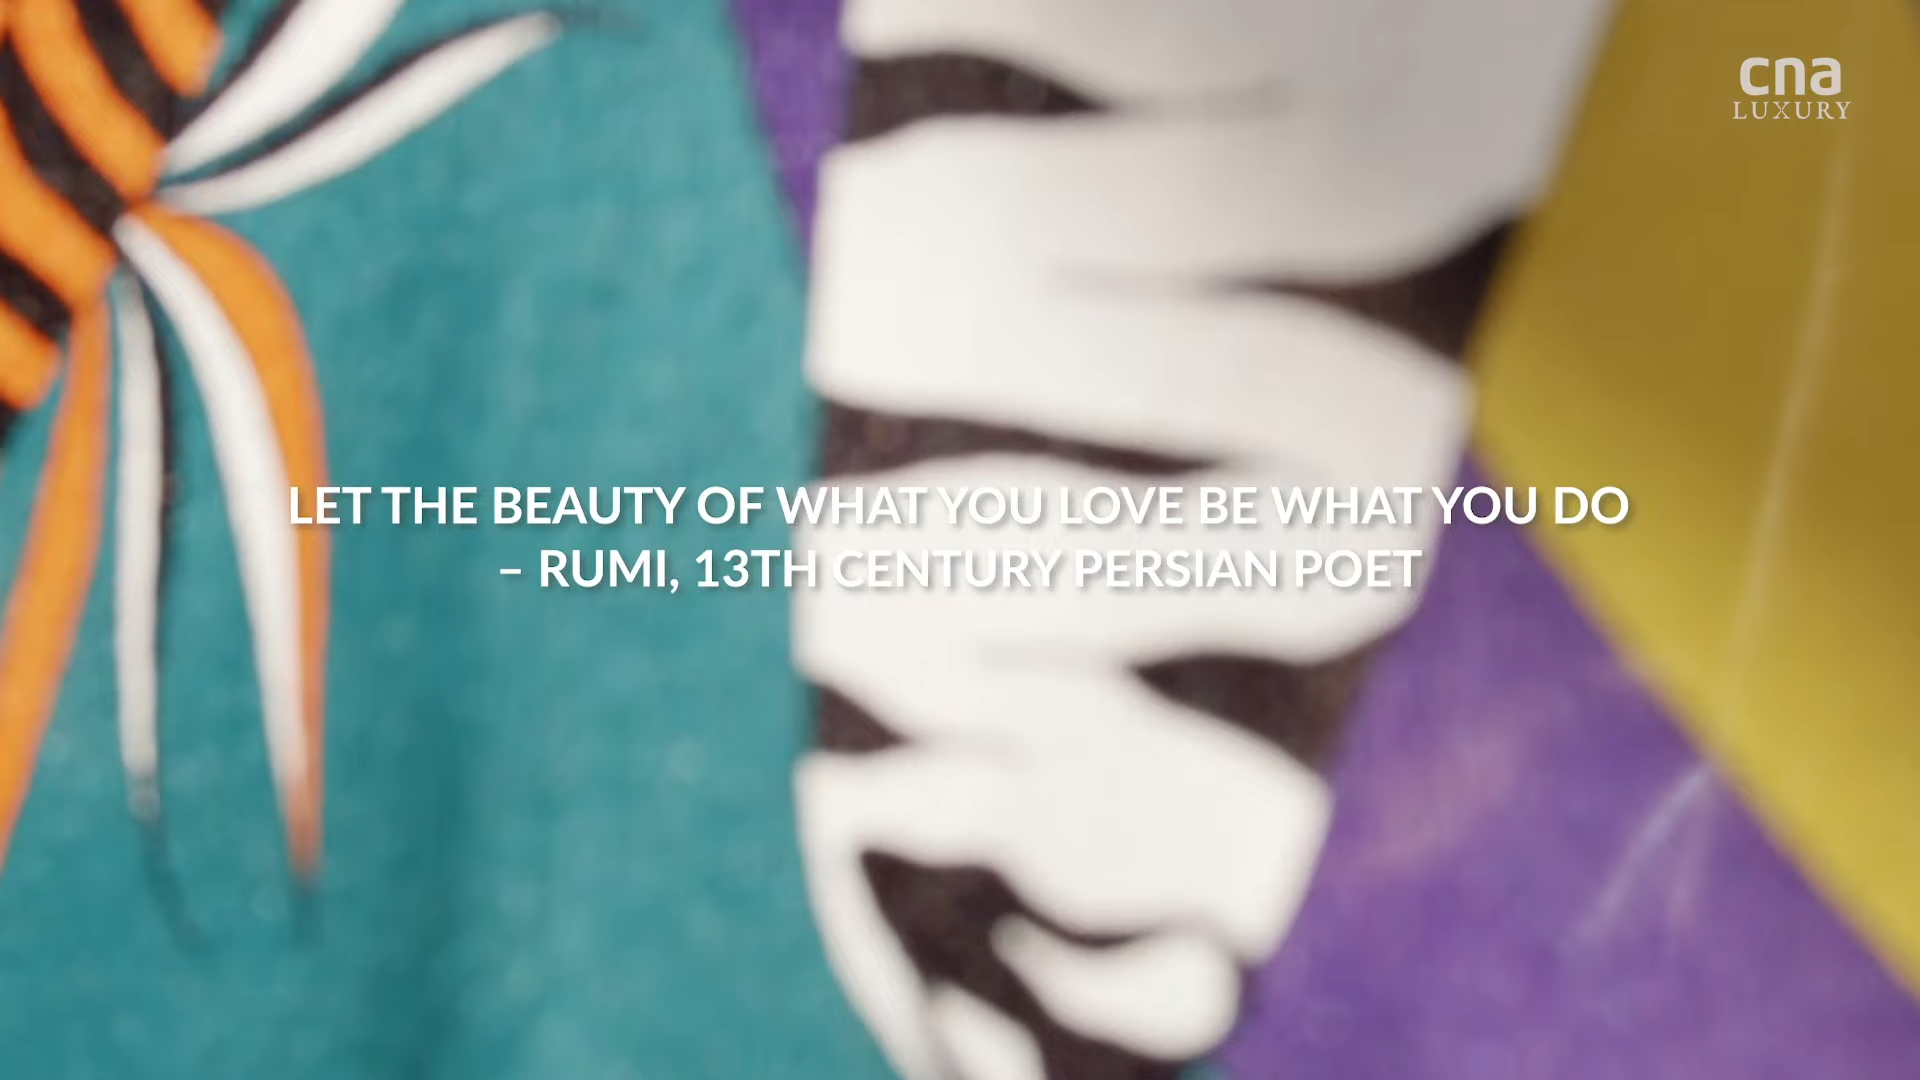 cna
LUXURY
LET THE BEAUTY OF WHAT YOU LOVE BE WHAT YOU DO
– RUMI, 13TH CENTURY PERSIAN POET